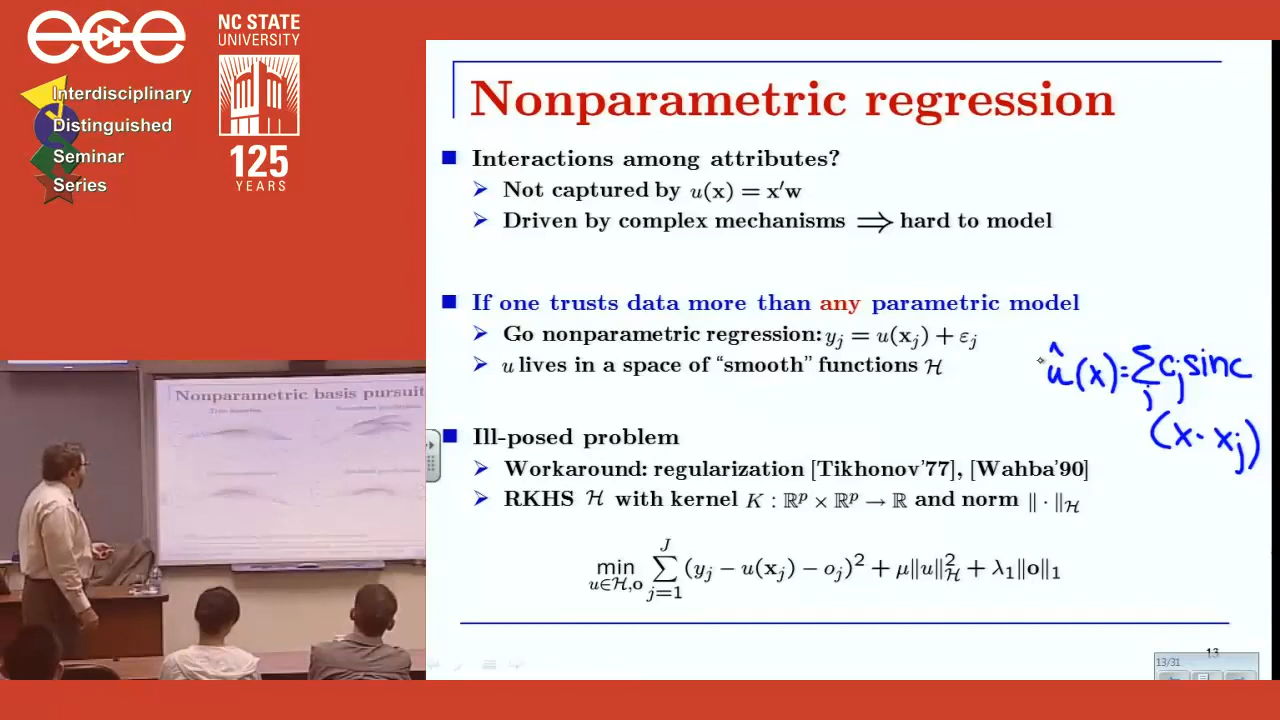 ece
NC STATE
UNIVERSITY
125
YEARS
Interdisciplinary
Distinguished
Seminar
Series
Nonparametric regression
Interactions among attributes?
Not captured by u(x) = x′w
Driven by complex mechanisms ⟹ hard to model
If one trusts data more than any parametric model
Go nonparametric regression: y_j = u(x_j) + ε_j
u lives in a space of “smooth” functions ℋ
û(x)=∑_j c_j sinc
(x - x_j)
Ill-posed problem
Workaround: regularization [Tikhonov’77], [Wahba’90]
RKHS ℋ with kernel K : ℝ^p × ℝ^p → ℝ and norm ‖ · ‖_ℋ
min_{u∈ℋ,o} ∑_{j=1}^{J} (y_j − u(x_j) − o_j)² + μ‖u‖²_ℋ + λ₁‖o‖₁
13
13/31
Nonparametric basis pursuit